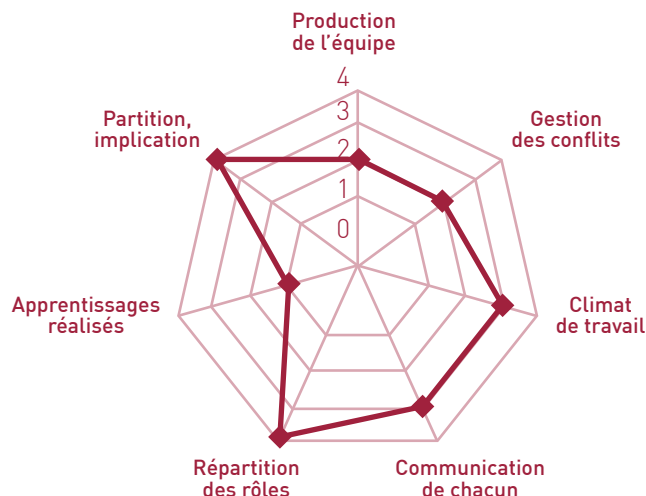 Production
de l’équipe
Gestion
des conflits
Climat
de travail
Communication
de chacun
Répartition
des rôles
Apprentissages
réalisés
Partition,
implication
4
3
2
1
0